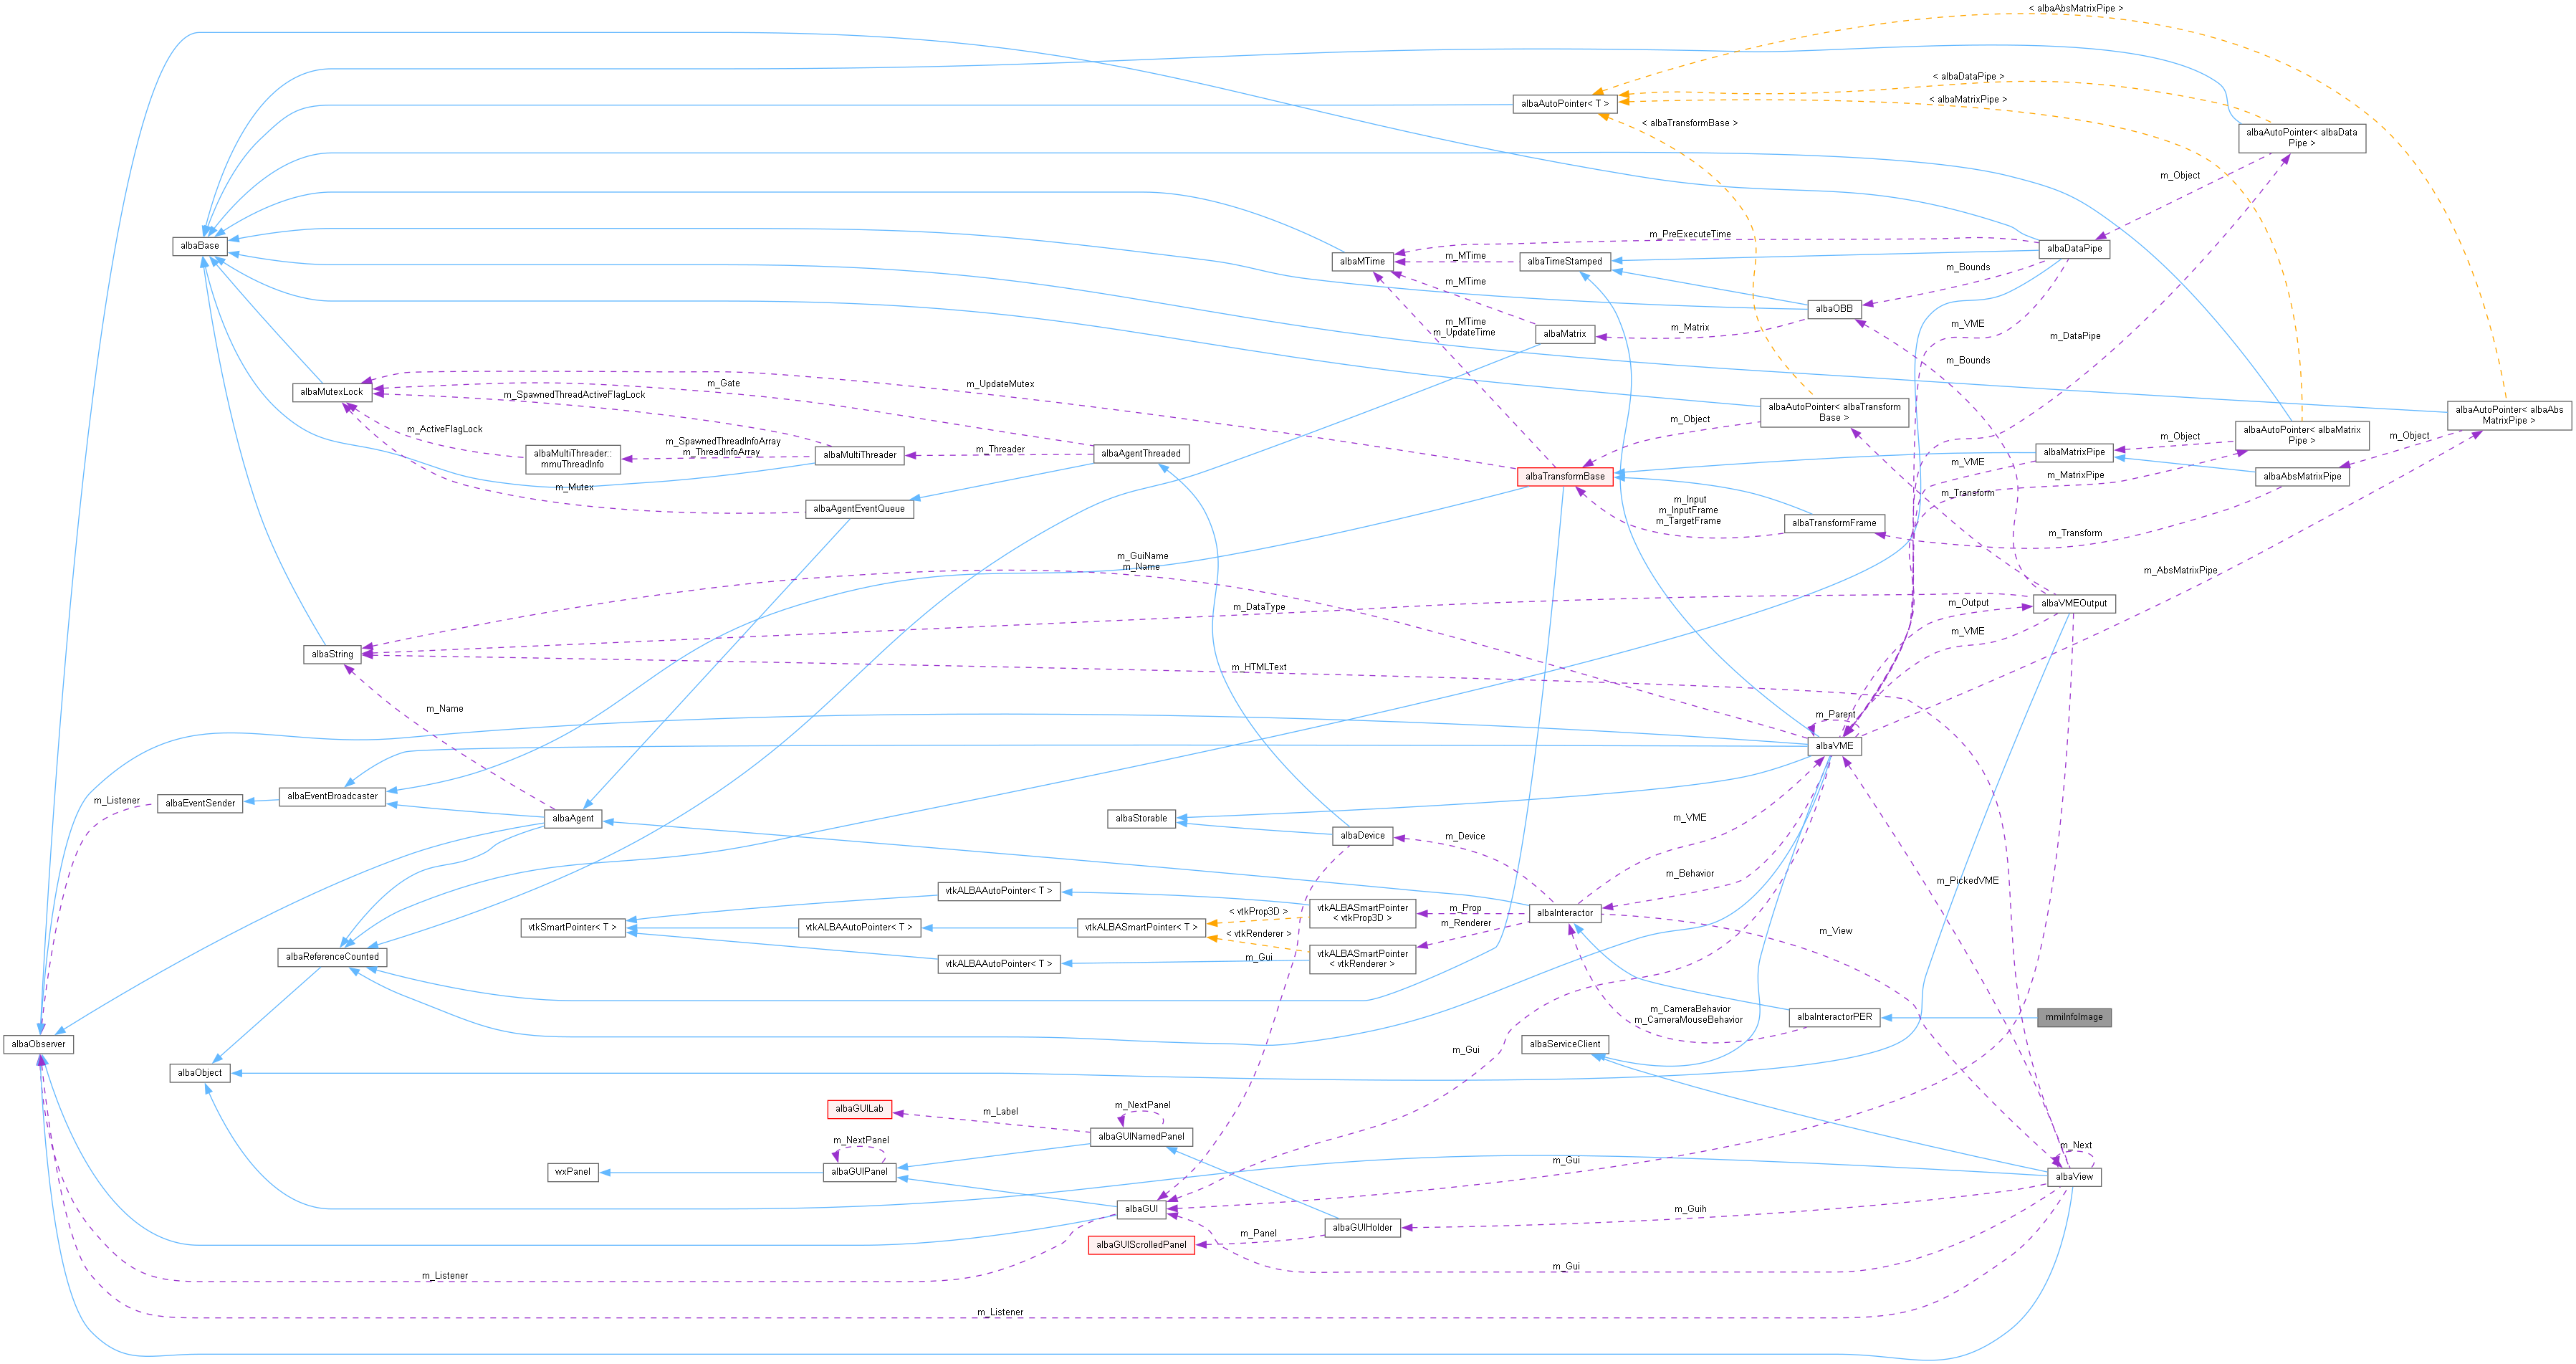 < albaAbsMatrixPipe >
< albaDataPipe >
albaAutoPointer< T >
< albaMatrixPipe >
< albaTransformBase >
albaAutoPointer< albaData
Pipe >
m_Object
albaBase
m_PreExecuteTime
albaDataPipe
albaMTime
m_MTime
albaTimeStamped
m_Bounds
m_MTime
albaOBB
m_MTime
m_UpdateTime
albaMatrix
m_Matrix
m_VME
m_DataPipe
m_Bounds
albaMutexLock
m_Gate
m_UpdateMutex
m_SpawnedThreadActiveFlagLock
albaAutoPointer< albaTransform
Base >
albaAutoPointer< albaAbs
MatrixPipe >
m_Object
albaAutoPointer< albaMatrix
Pipe >
m_ActiveFlagLock
m_SpawnedThreadInfoArray
m_ThreadInfoArray
albaMultiThreader::
mmuThreadInfo
albaMultiThreader
m_Threader
albaAgentThreaded
albaMatrixPipe
m_Object
m_Object
albaTransformBase
m_VME
m_MatrixPipe
albaAbsMatrixPipe
m_Mutex
albaAgentEventQueue
m_Input
m_InputFrame
m_TargetFrame
m_Transform
albaTransformFrame
m_Transform
m_GuiName
m_Name
m_AbsMatrixPipe
m_DataType
m_Output
albaVMEOutput
m_VME
albaString
m_HTMLText
m_Name
m_Parent
albaVME
m_Listener
albaEventSender
albaEventBroadcaster
albaAgent
albaStorable
albaDevice
m_Device
m_VME
m_Behavior
m_PickedVME
vtkALBAAutoPointer< T >
vtkSmartPointer< T >
vtkALBAAutoPointer< T >
vtkALBASmartPointer< T >
< vtkProp3D >
vtkALBASmartPointer
< vtkProp3D >
m_Prop
albaInteractor
m_Renderer
< vtkRenderer >
m_View
albaReferenceCounted
vtkALBAAutoPointer< T >
m_Gui
vtkALBASmartPointer
< vtkRenderer >
m_CameraBehavior
m_CameraMouseBehavior
albaInteractorPER
mmiInfoImage
albaObserver
albaServiceClient
m_Gui
albaObject
albaGUILab
m_Label
m_NextPanel
albaGUINamedPanel
m_NextPanel
m_Next
wxPanel
albaGUIPanel
m_Gui
albaView
albaGUI
m_Guih
albaGUIHolder
m_Panel
albaGUIScrolledPanel
m_Listener
m_Gui
m_Listener